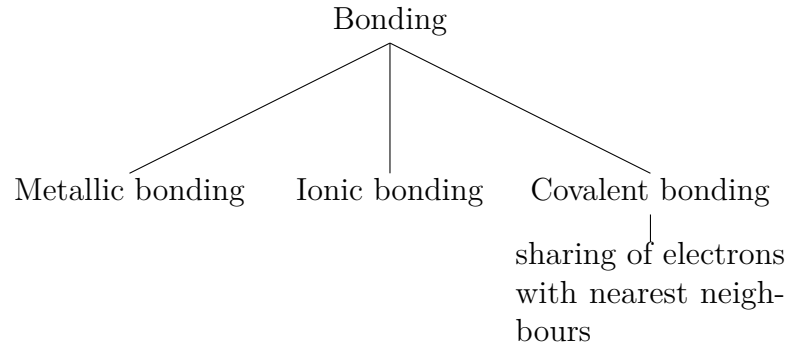 Bonding
Metallic bonding
Ionic bonding
Covalent bonding
sharing of electrons
with nearest neigh-
bours